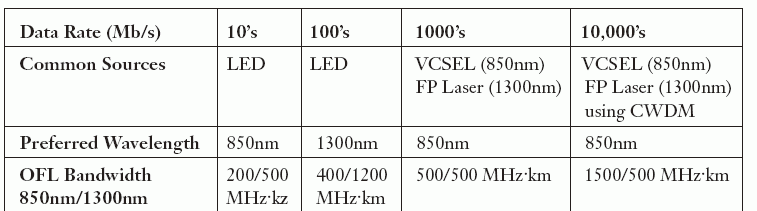 Data Rate (Mb/s) 10's 100's 1000's 10,000's
Common Sources LED LED VCSEL (850nm) VCSEL (850nm)
FP Laser (1300nm) FP Laser (1300nm)
using CWDM
Preferred Wavelength 850nm 1300nm 850nm 850nm
OFL Bandwidth 200/500 400/1200 500/500 MHz·km 1500/500 MHz·km
850nm/1300nm MHz·kz MHz·km